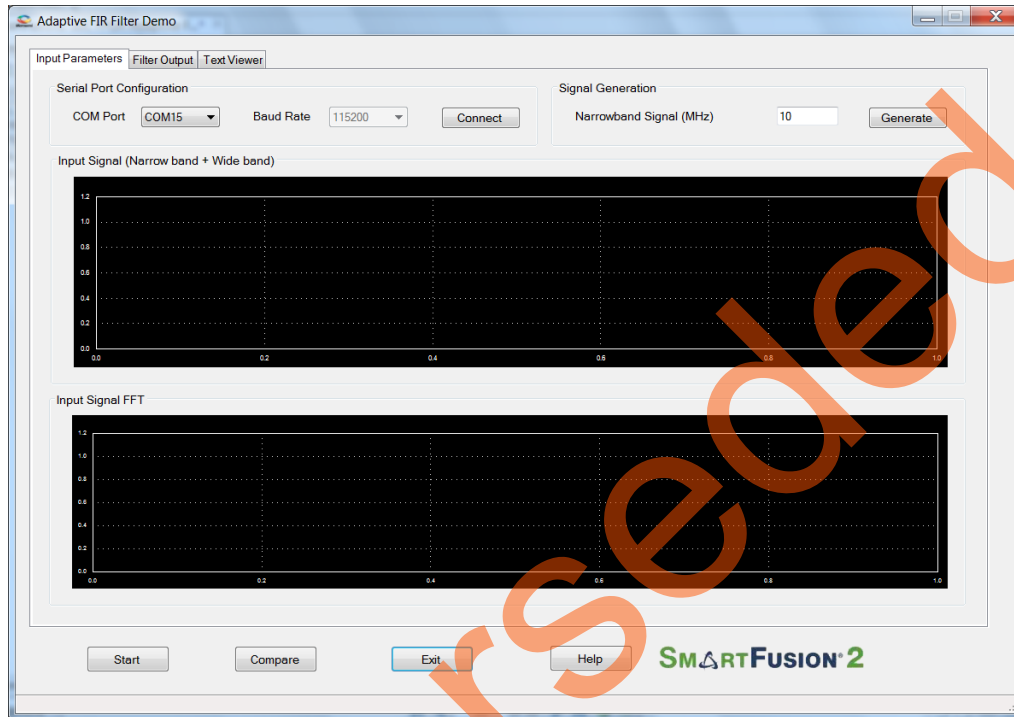 Adaptive FIR Filter Demo
Input Parameters Filter Output Text Viewer
Serial Port Configuration
COM Port COM15 Baud Rate 115200 Connect
Signal Generation
Narrowband Signal (MHz) 10 Generate
Input Signal (Narrow band + Wide band)
1.2
1.0
0.8
0.6
0.4
0.2
0.0
0.0 0.2 0.4 0.6 0.8 1.0
Input Signal FFT
1.2
1.0
0.8
0.6
0.4
0.2
0.0
0.0 0.2 0.4 0.6 0.8 1.0
Start Compare Exit Help SMARTFUSION® 2
rseded